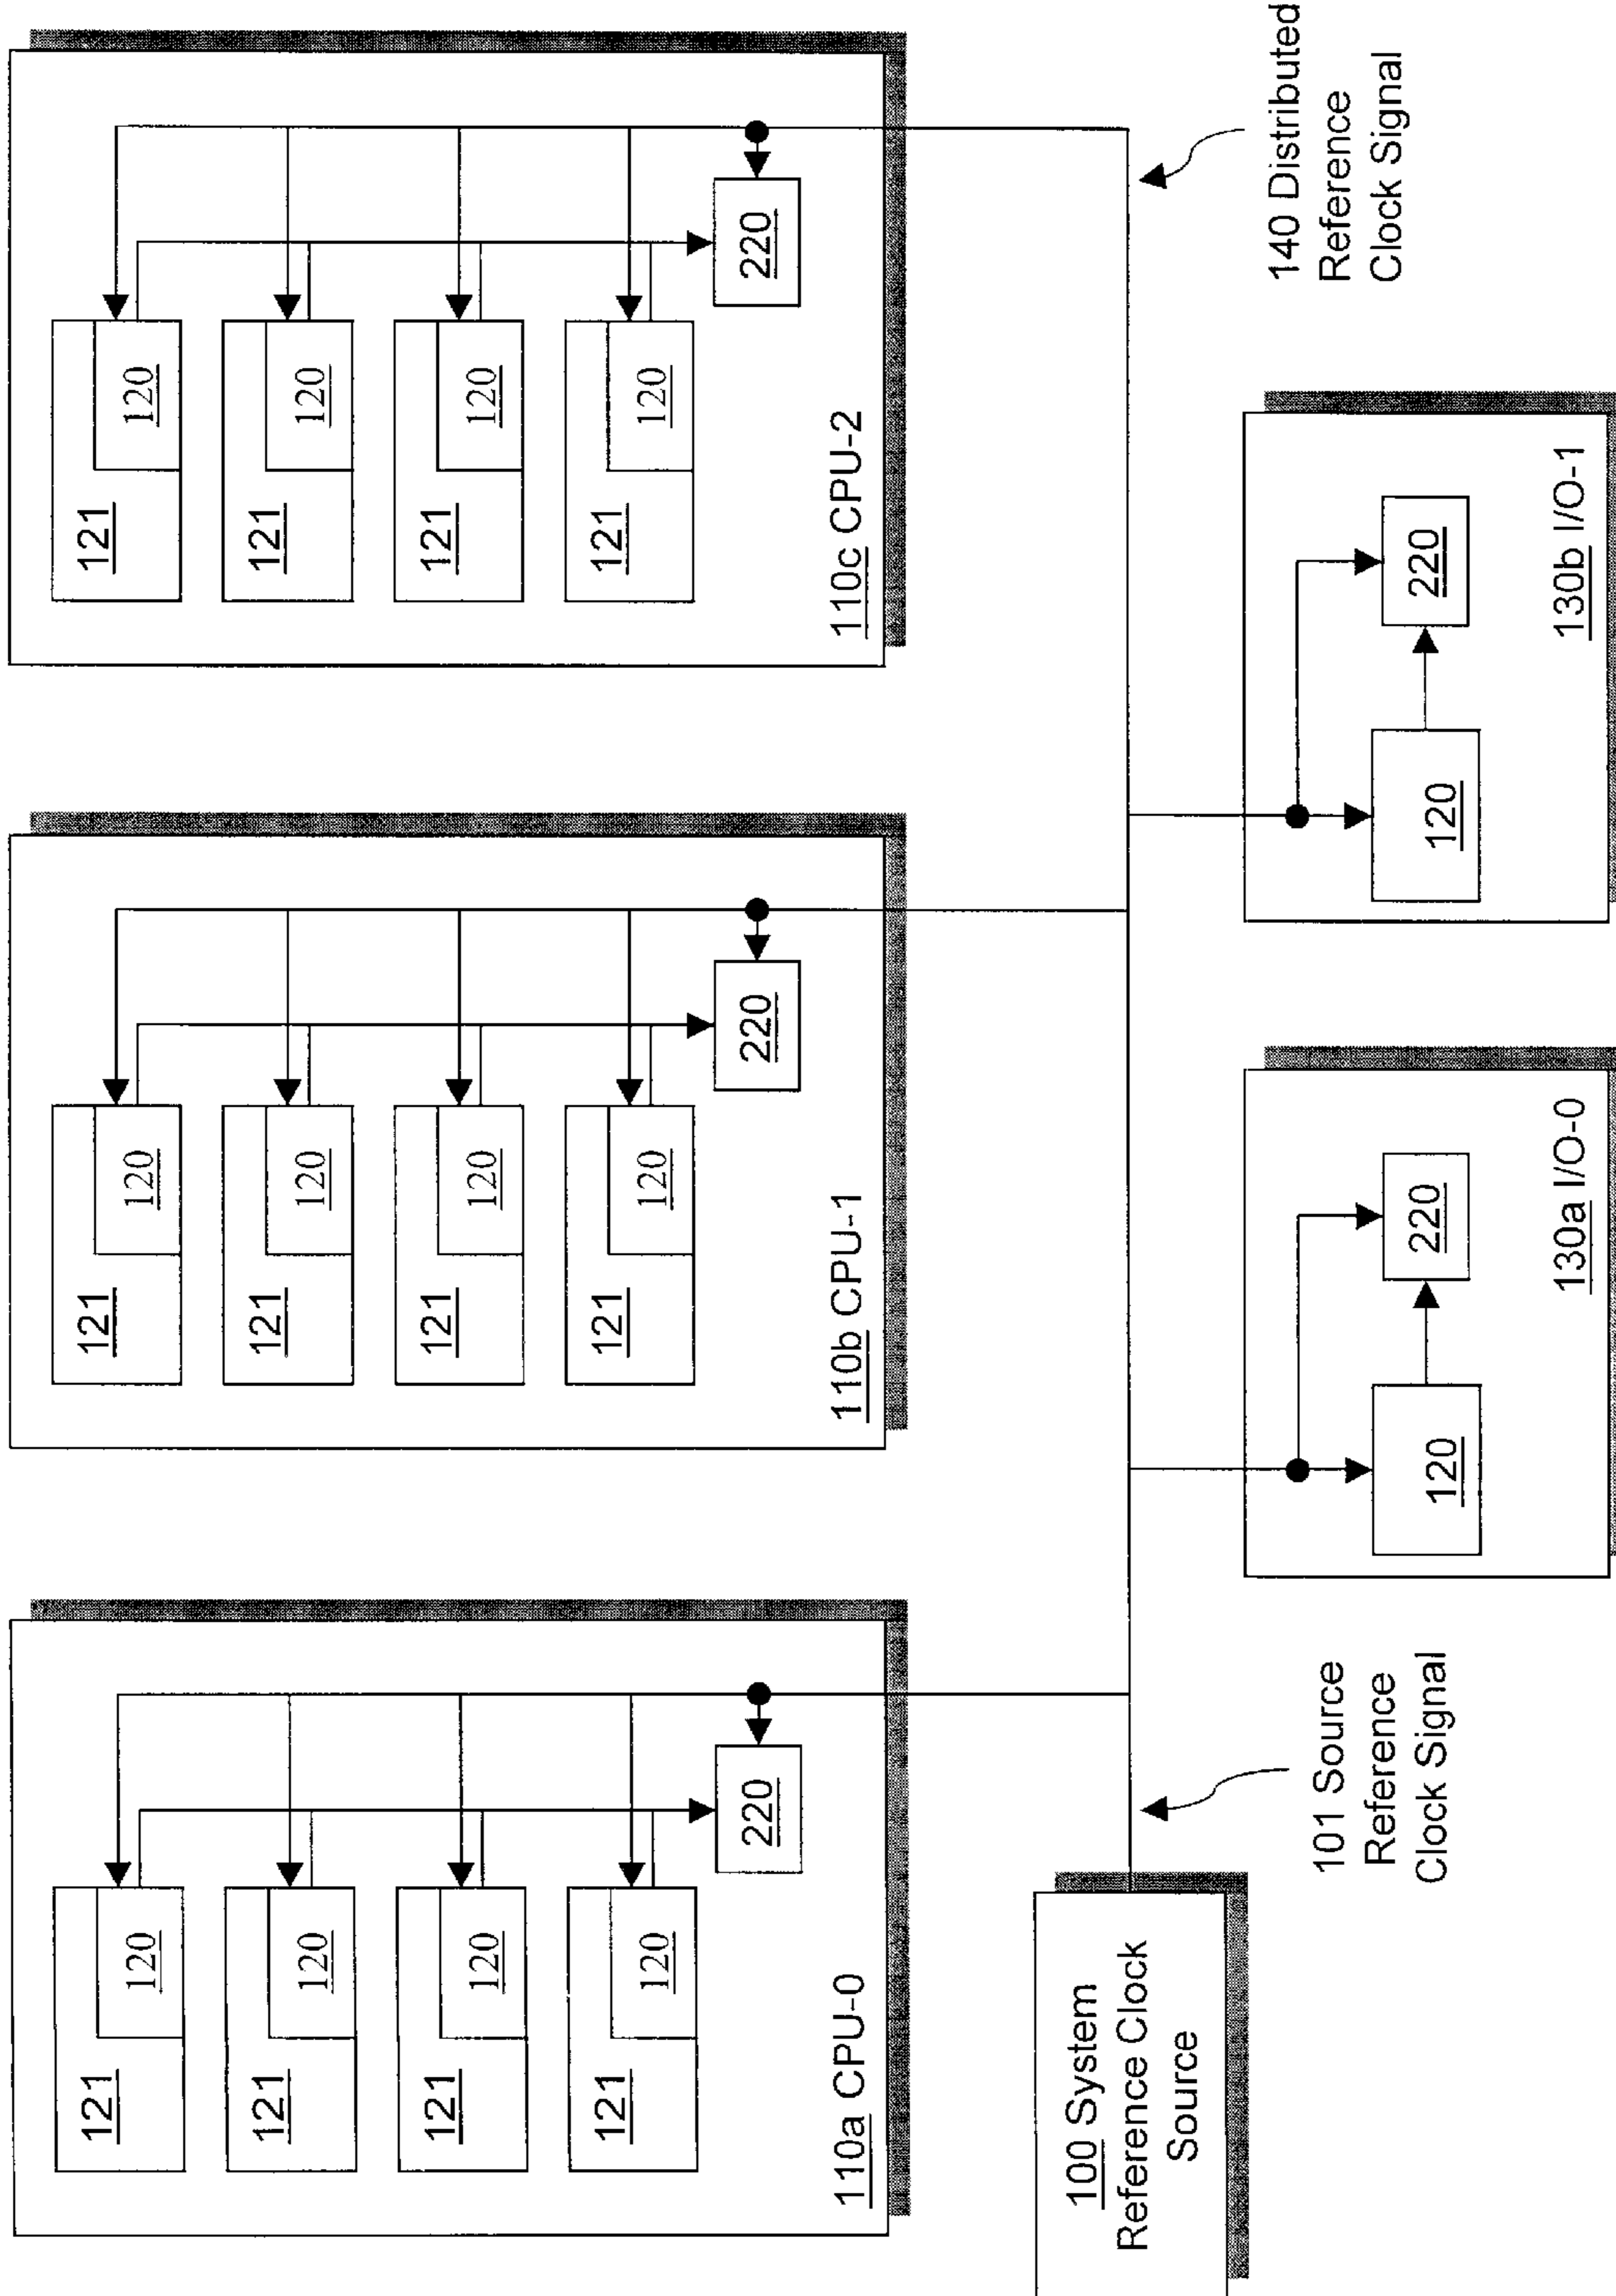 121
120
121
120
121
120
121
120
220
110a CPU-0
121
120
121
120
121
120
121
120
220
110b CPU-1
121
120
121
120
121
120
121
120
220
110c CPU-2
100 System
Reference Clock
Source
101 Source
Reference
Clock Signal
120
220
130a I/O-0
120
220
130b I/O-1
140 Distributed
Reference
Clock Signal